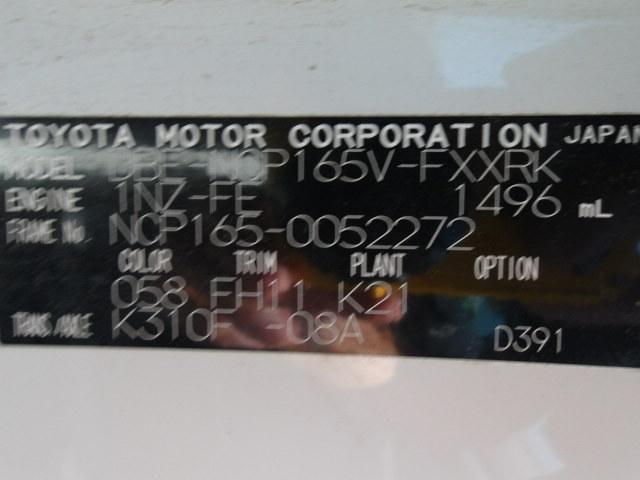 TOYOTA MOTOR CORPORATION JAPAN
MODEL DBE-NCP165V-FXXRK
ENGINE 1NZ-FE 1496 mL
FRAME No. NCP165-0052272
COLOR TRIM PLANT OPTION
058 FH11 K21
TRANS/AXLE K310F -08A D391